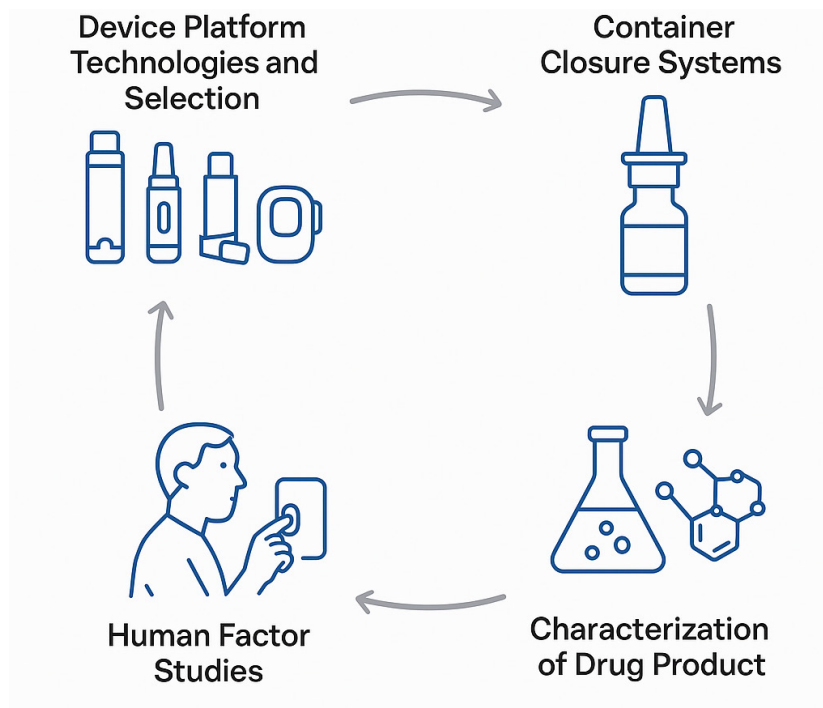 Device Platform
Technologies and
Selection
Container
Closure Systems
Human Factor
Studies
Characterization
of Drug Product